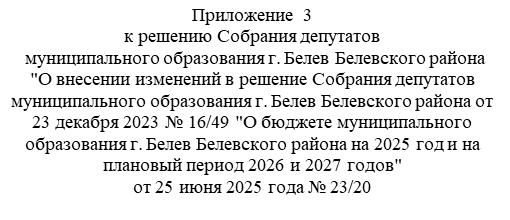 Приложение 3
к решению Собрания депутатов
муниципального образования г. Белев Белевского района
"О внесении изменений в решение Собрания депутатов
муниципального образования г. Белев Белевского района от
23 декабря 2023 № 16/49 "О бюджете муниципального
образования г. Белев Белевского района на 2025 год и на
плановый период 2026 и 2027 годов"
от 25 июня 2025 года № 23/20